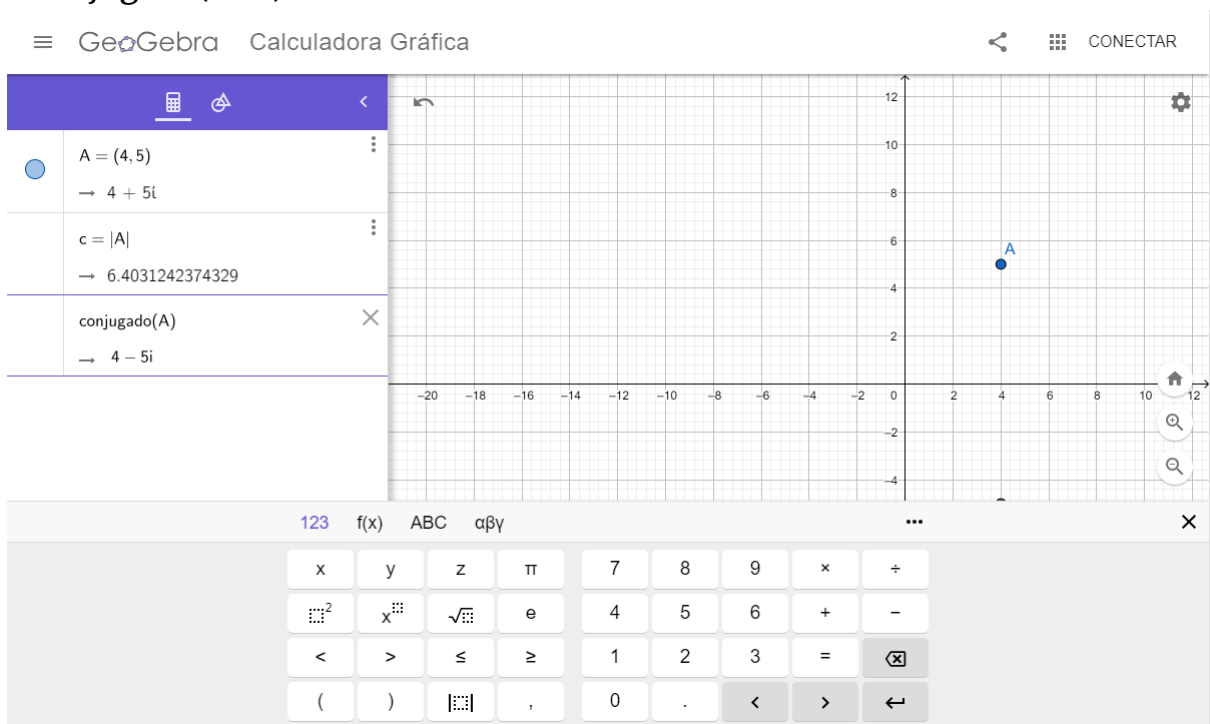 GeoGebra Calculadora Gráfica
CONECTAR
A = (4, 5)
→ 4 + 5ί
c = |A|
→ 6.4031242374329
conjugado(A)
→ 4 – 5i
A
12
10
8
6
4
2
–20 –18 –16 –14 –12 –10 –8 –6 –4 –2 0 2 4 6 8 10 12
–2
–4
123 f(x) ABC αβγ ...
x y z π 7 8 9 × ÷
□² x□ √□ e 4 5 6 + −
< > ≤ ≥ 1 2 3 =
( ) |□| , 0 . < >